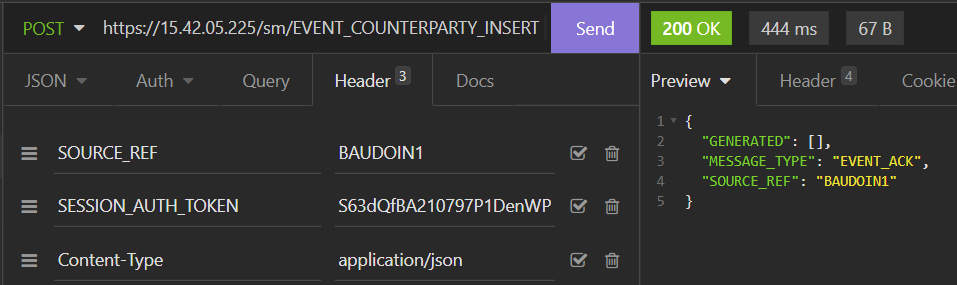 POST https://15.42.05.225/sm/EVENT_COUNTERPARTY_INSERT Send 200 OK 444 ms 67 B
JSON Auth Query Header 3 Docs Preview Header 4 Cookie
SOURCE_REF BAUDOIN1
SESSION_AUTH_TOKEN S63dQfBA210797P1DenWP
Content-Type application/json
1 {
2 "GENERATED": [],
3 "MESSAGE_TYPE": "EVENT_ACK",
4 "SOURCE_REF": "BAUDOIN1"
5 }